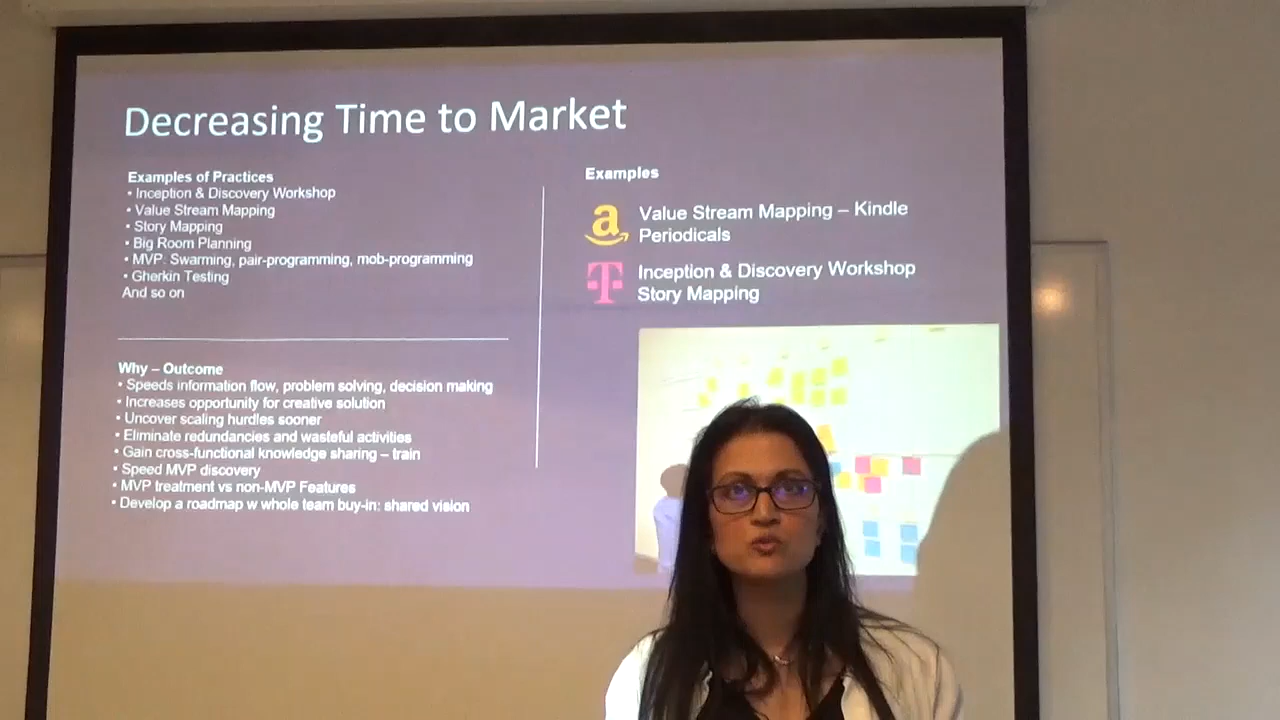 Decreasing Time to Market
Examples of Practices
• Inception & Discovery Workshop
• Value Stream Mapping
• Story Mapping
• Big Room Planning
• MVP: Swarming, pair-programming, mob-programming
• Gherkin Testing
And so on
Why – Outcome
• Speeds information flow, problem solving, decision making
• Increases opportunity for creative solution
• Uncover scaling hurdles sooner
• Eliminate redundancies and wasteful activities
• Gain cross-functional knowledge sharing – train
• Speed MVP discovery
• MVP treatment vs non-MVP Features
• Develop a roadmap w whole team buy-in: shared vision
Examples
a
Value Stream Mapping – Kindle
Periodicals
T
Inception & Discovery Workshop
Story Mapping